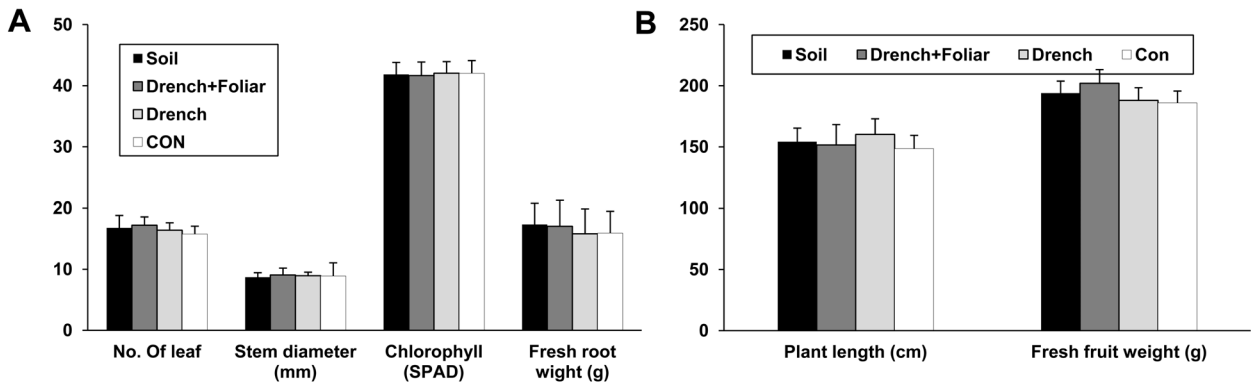 A
50
40
30
20
10
0
Soil
Drench+Foliar
Drench
CON
No. Of leaf
Stem diameter
(mm)
Chlorophyll
(SPAD)
Fresh root
wight (g)
B
250
200
150
100
50
0
Soil Drench+Foliar Drench Con
Plant length (cm)
Fresh fruit weight (g)